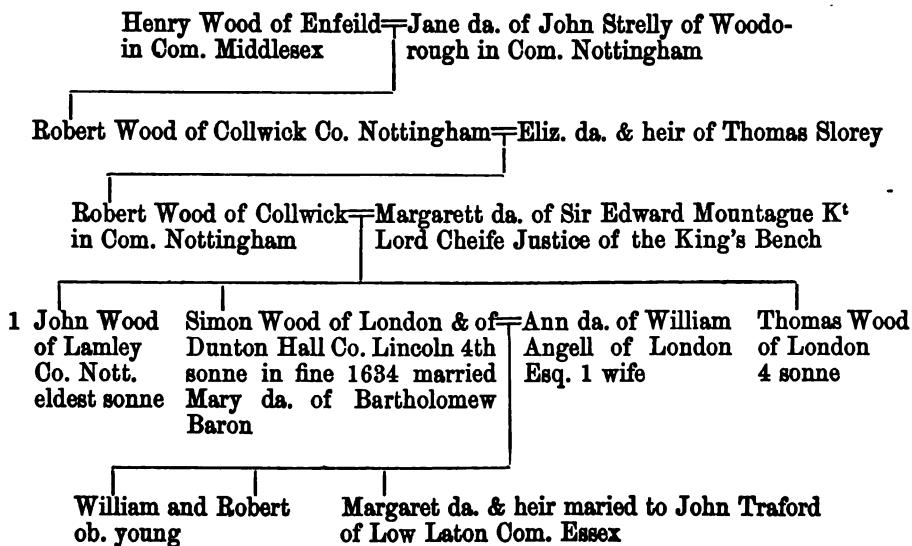 Henry Wood of Enfeild=Jane da. of John Strelly of Woodo-
in Com. Middlesex rough in Com. Nottingham
Robert Wood of Collwick Co. Nottingham=Eliz. da. & heir of Thomas Slorey
Robert Wood of Collwick=Margarett da. of Sir Edward Mountague Kt
in Com. Nottingham Lord Cheife Justice of the King's Bench
1 John Wood
of Lamley
Co. Nott.
eldest sonne
Simon Wood of London & of=
Dunton Hall Co. Lincoln 4th
sonne in fine 1634 married
Mary da. of Bartholomew
Baron
Ann da. of William
Angell of London
Esq. 1 wife
Thomas Wood
of London
4 sonne
William and Robert
ob. young
Margaret da. & heir maried to John Traford
of Low Laton Com. Essex